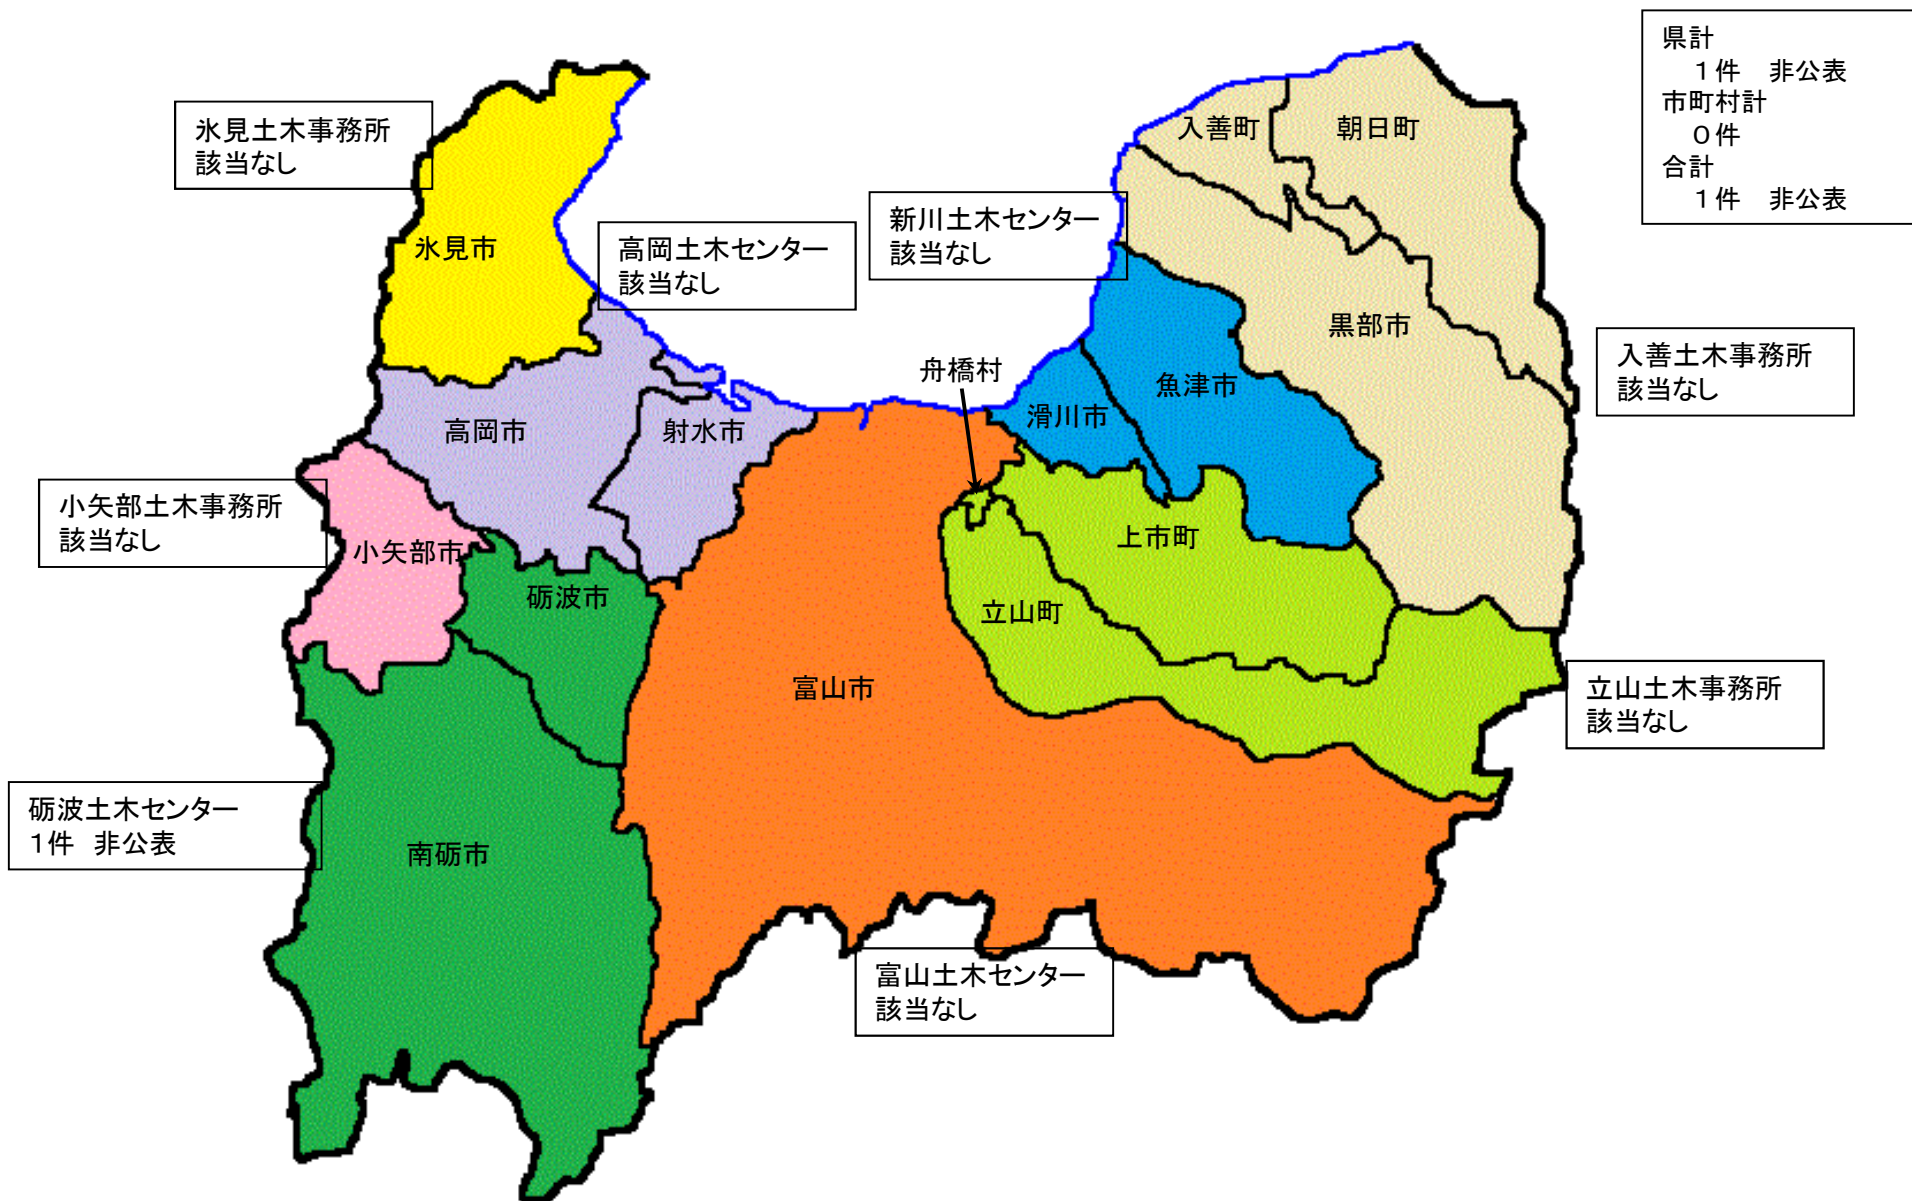 県計
１件　非公表
市町村計
０件
合計
１件　非公表
氷見土木事務所
該当なし
入善町
朝日町
新川土木センター
該当なし
高岡土木センター
該当なし
氷見市
黒部市
入善土木事務所
該当なし
舟橋村
魚津市
滑川市
高岡市
射水市
小矢部土木事務所
該当なし
小矢部市
上市町
砺波市
立山町
富山市
立山土木事務所
該当なし
砺波土木センター
1件　非公表
南砺市
富山土木センター
該当なし